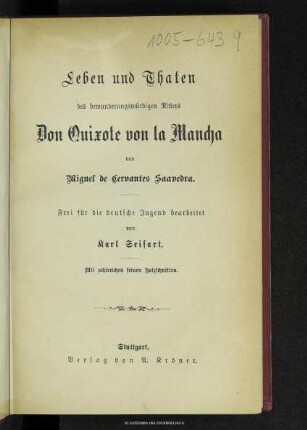 1005-643 9
Leben und Thaten
des bewunderungswürdigen Ritters
Don Quixote von la Mancha
von
Miguel de Cervantes Saavedra.
Frei für die deutsche Jugend bearbeitet
von
Karl Seifart.
Mit zahlreichen feinen Holzschnitten.
Stuttgart.
Verlag von A. Kröner.